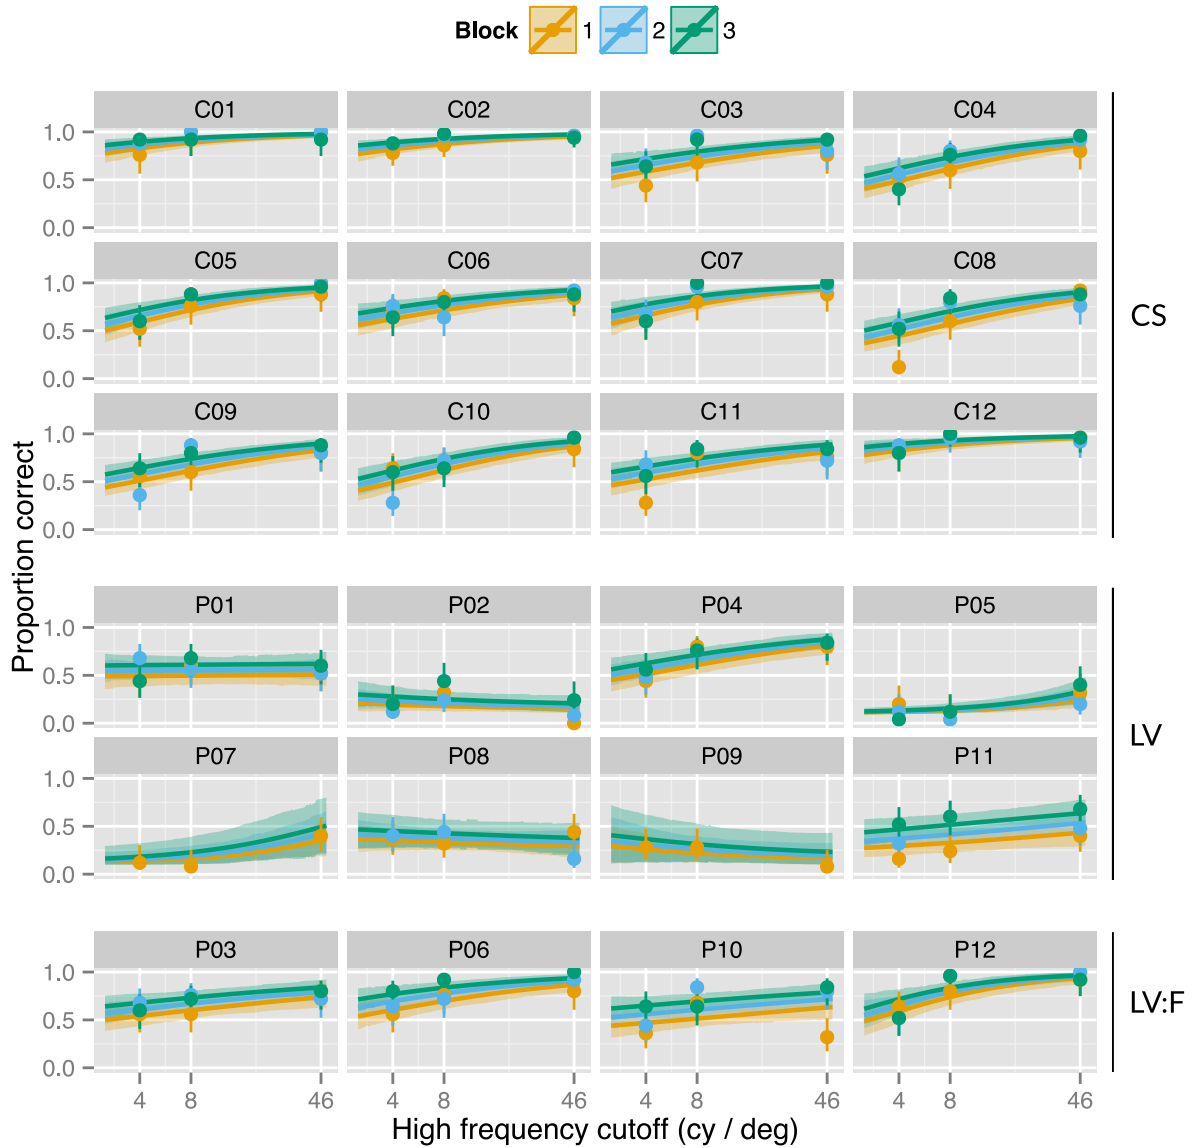 Block 1 2 3
C01 C02 C03 C04
1.0
0.5
0.0
C05 C06 C07 C08
1.0
0.5
0.0
CS
C09 C10 C11 C12
1.0
0.5
0.0
Proportion correct
P01 P02 P04 P05
1.0
0.5
0.0
LV
P07 P08 P09 P11
1.0
0.5
0.0
P03 P06 P10 P12
1.0
0.5
0.0
LV:F
4 8 46 4 8 46 4 8 46 4 8 46
High frequency cutoff (cy / deg)